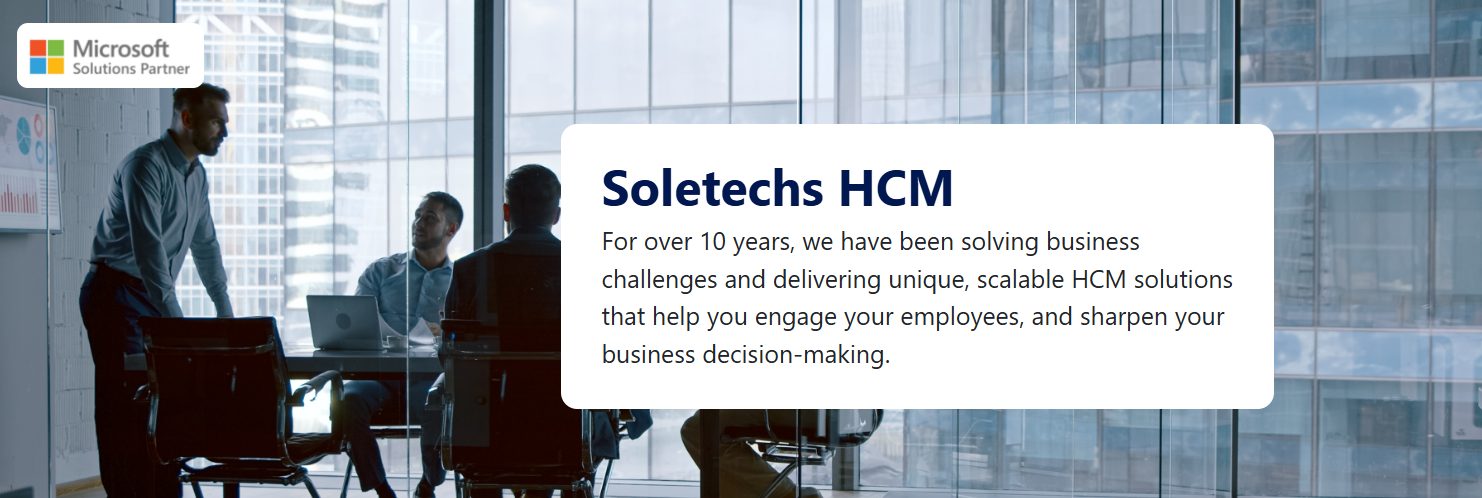 Microsoft
Solutions Partner
Soletechs HCM
For over 10 years, we have been solving business
challenges and delivering unique, scalable HCM solutions
that help you engage your employees, and sharpen your
business decision-making.